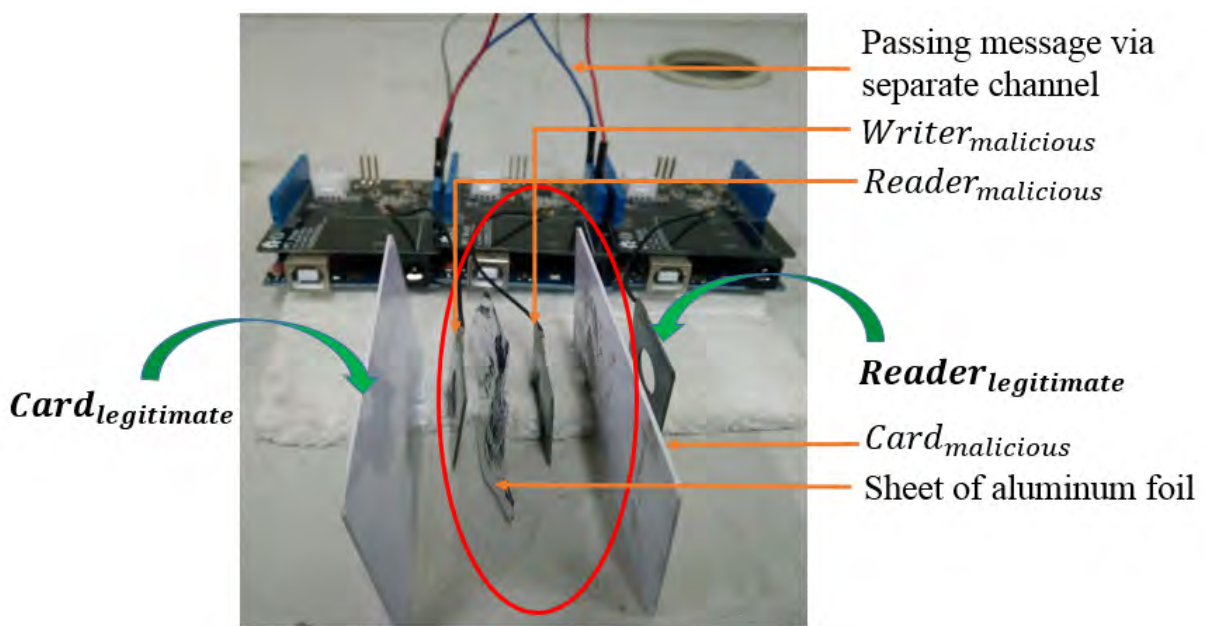 Passing message via
separate channel
Writer_malicious
Reader_malicious
Card_legitimate
Reader_legitimate
Card_malicious
Sheet of aluminum foil